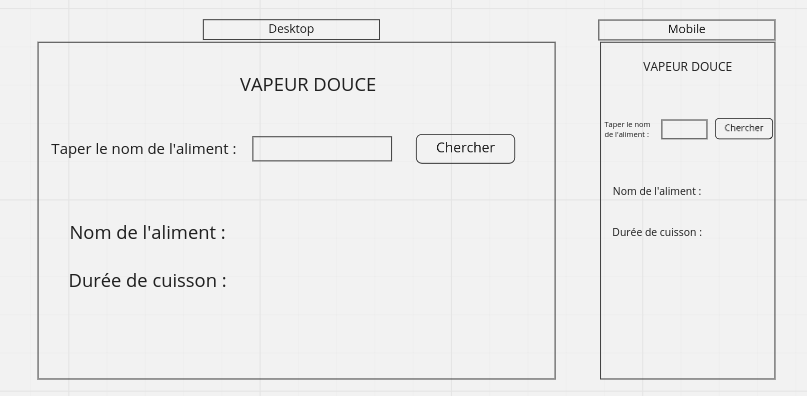 Desktop
VAPEUR DOUCE
Taper le nom de l'aliment :
Chercher
Nom de l'aliment :
Durée de cuisson :
Mobile
VAPEUR DOUCE
Taper le nom
de l'aliment :
Chercher
Nom de l'aliment :
Durée de cuisson :